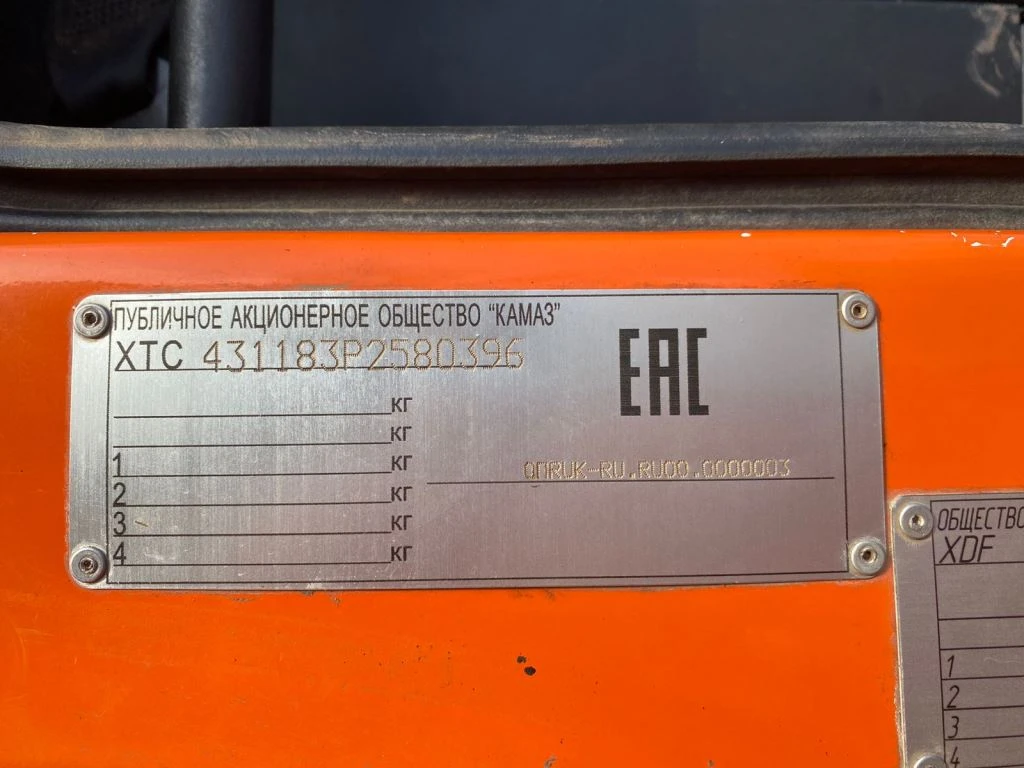 ПУБЛИЧНОЕ АКЦИОНЕРНОЕ ОБЩЕСТВО "КАМАЗ"
XTC 431183P2580396
EAC
КГ
КГ
1 КГ
2 КГ
3 КГ
4 КГ
0ПRUK-RU.RU00.0000003
ОБЩЕСТВО
XDF
1
2
3
4